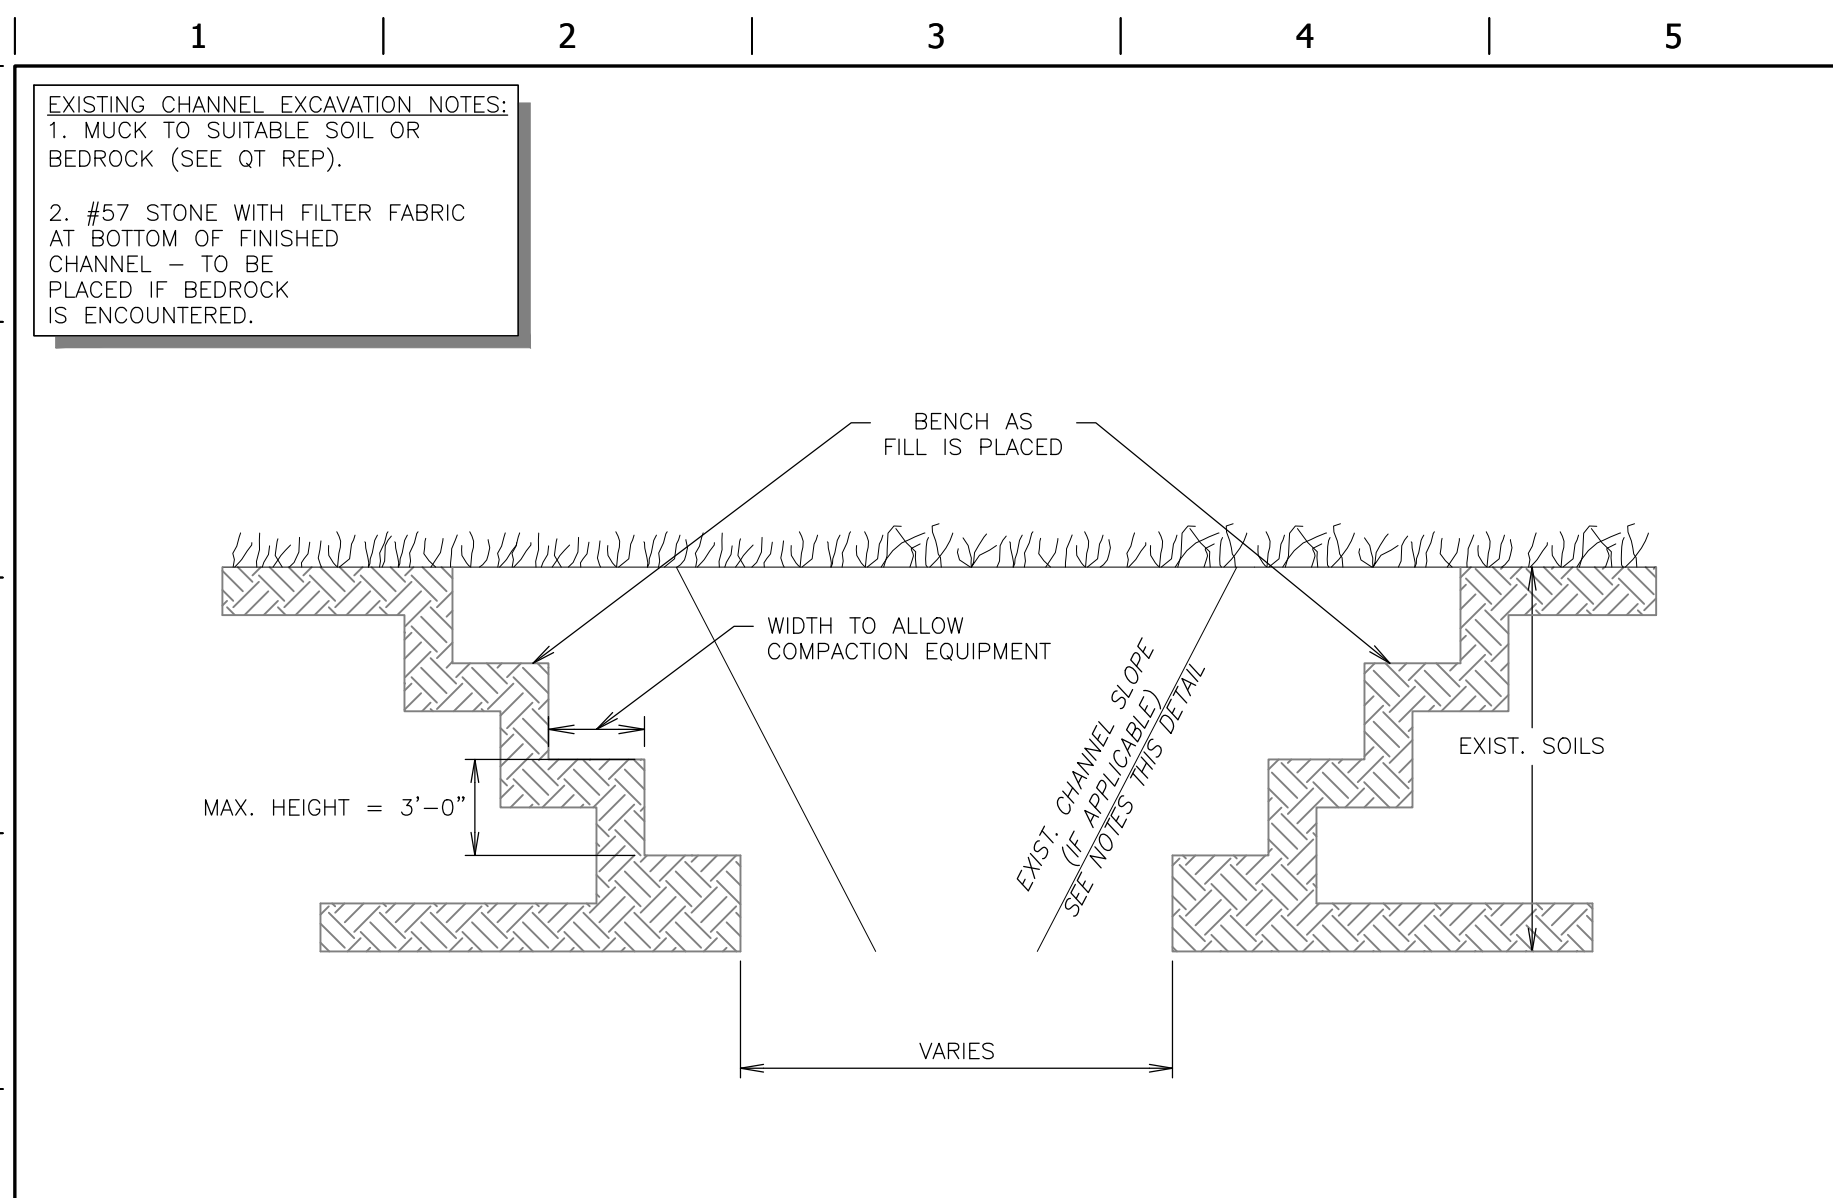 1 2 3 4 5
EXISTING CHANNEL EXCAVATION NOTES:
1. MUCK TO SUITABLE SOIL OR
BEDROCK (SEE QT REP).
2. #57 STONE WITH FILTER FABRIC
AT BOTTOM OF FINISHED
CHANNEL – TO BE
PLACED IF BEDROCK
IS ENCOUNTERED.
BENCH AS
FILL IS PLACED
WIDTH TO ALLOW
COMPACTION EQUIPMENT
EXIST. CHANNEL SLOPE
(IF APPLICABLE)
SEE NOTES THIS DETAIL
EXIST. SOILS
MAX. HEIGHT = 3'–0"
VARIES